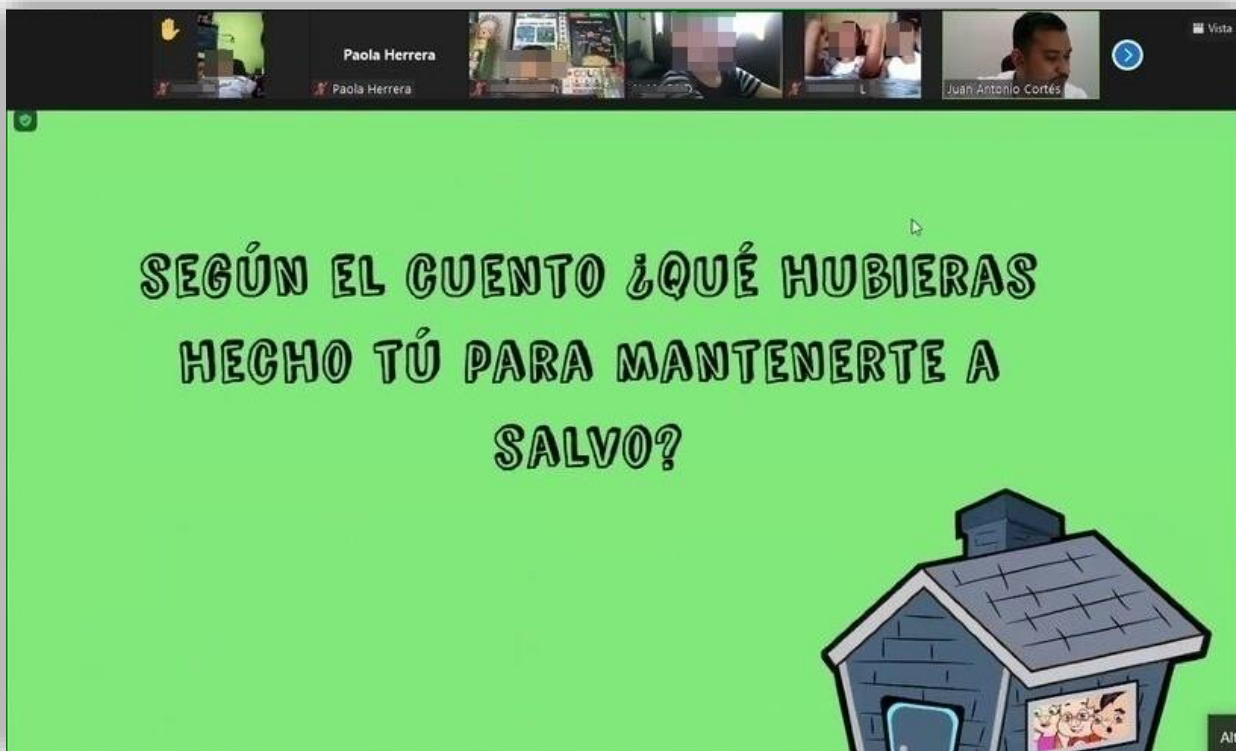 Vista
Paola Herrera
Paola Herrera
Juan Antonio Cortés
SEGÚN EL CUENTO ¿QUÉ HUBIERAS
HECHO TÚ PARA MANTENERTE A
SALVO?